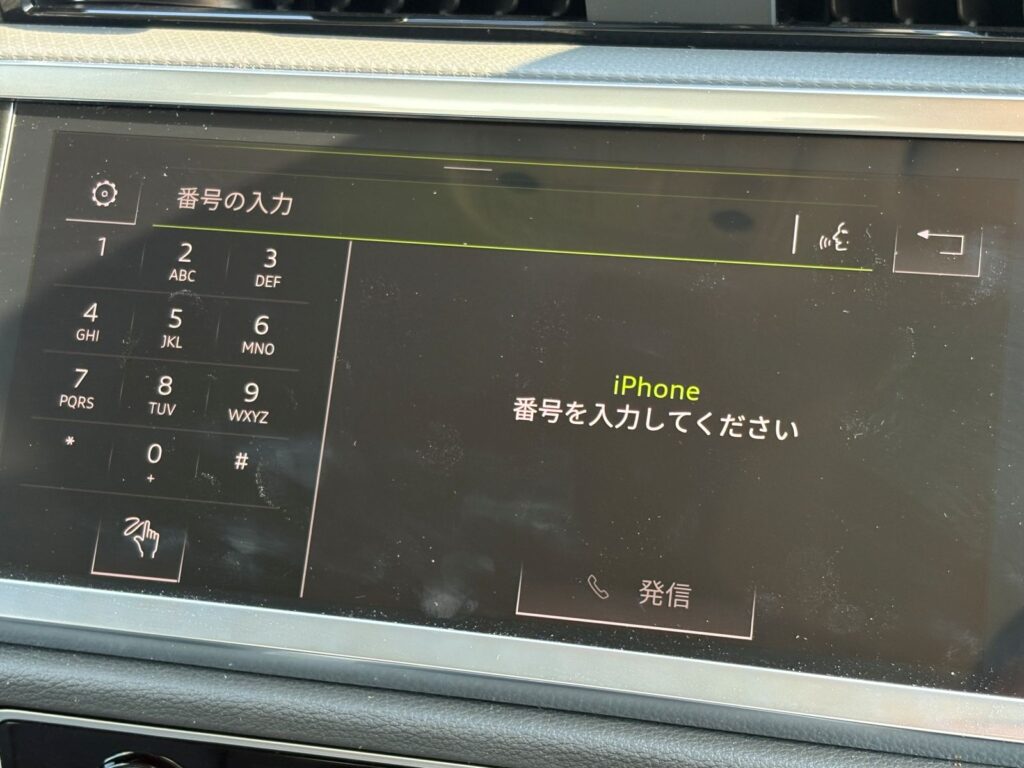 番号の入力
1 2 3
ABC DEF
4 5 6
GHI JKL MNO
7 8 9
PQRS TUV WXYZ
* 0 #
+
iPhone
番号を入力してください
発信